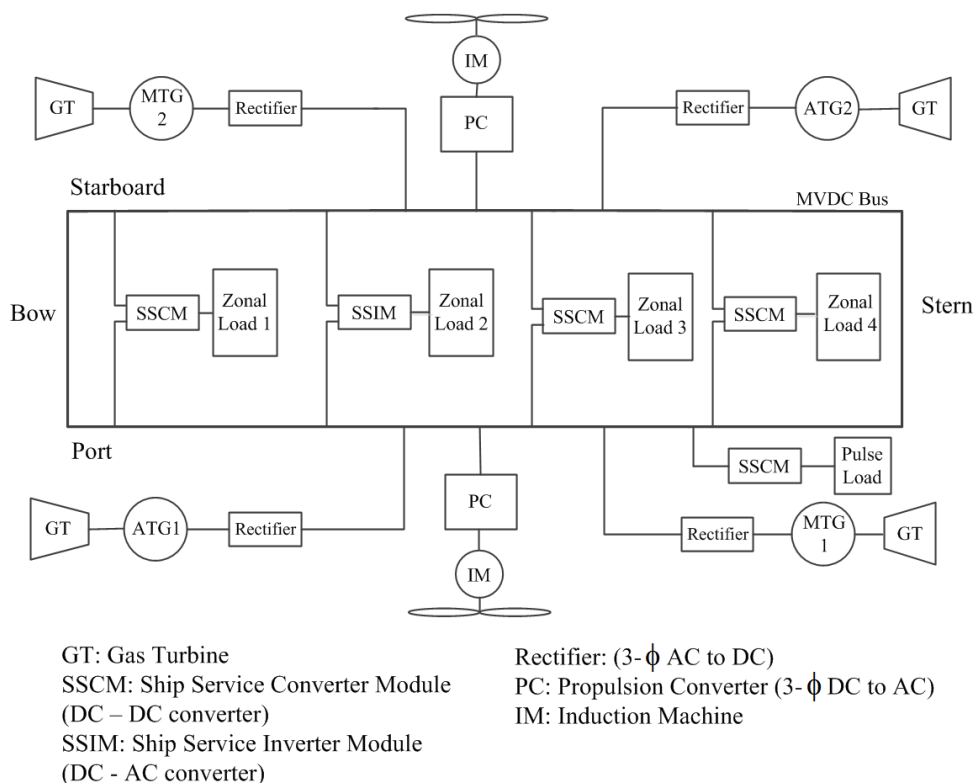 IM
GT
MTG
2
Rectifier
PC
Rectifier
ATG2
GT
Starboard
MVDC Bus
Bow
SSCM
Zonal
Load 1
SSIM
Zonal
Load 2
SSCM
Zonal
Load 3
SSCM
Zonal
Load 4
Stern
Port
SSCM
Pulse
Load
GT
ATG1
Rectifier
PC
IM
Rectifier
MTG
1
GT
GT: Gas Turbine
SSCM: Ship Service Converter Module
(DC – DC converter)
SSIM: Ship Service Inverter Module
(DC - AC converter)
Rectifier: (3-ϕ AC to DC)
PC: Propulsion Converter (3-ϕ DC to AC)
IM: Induction Machine